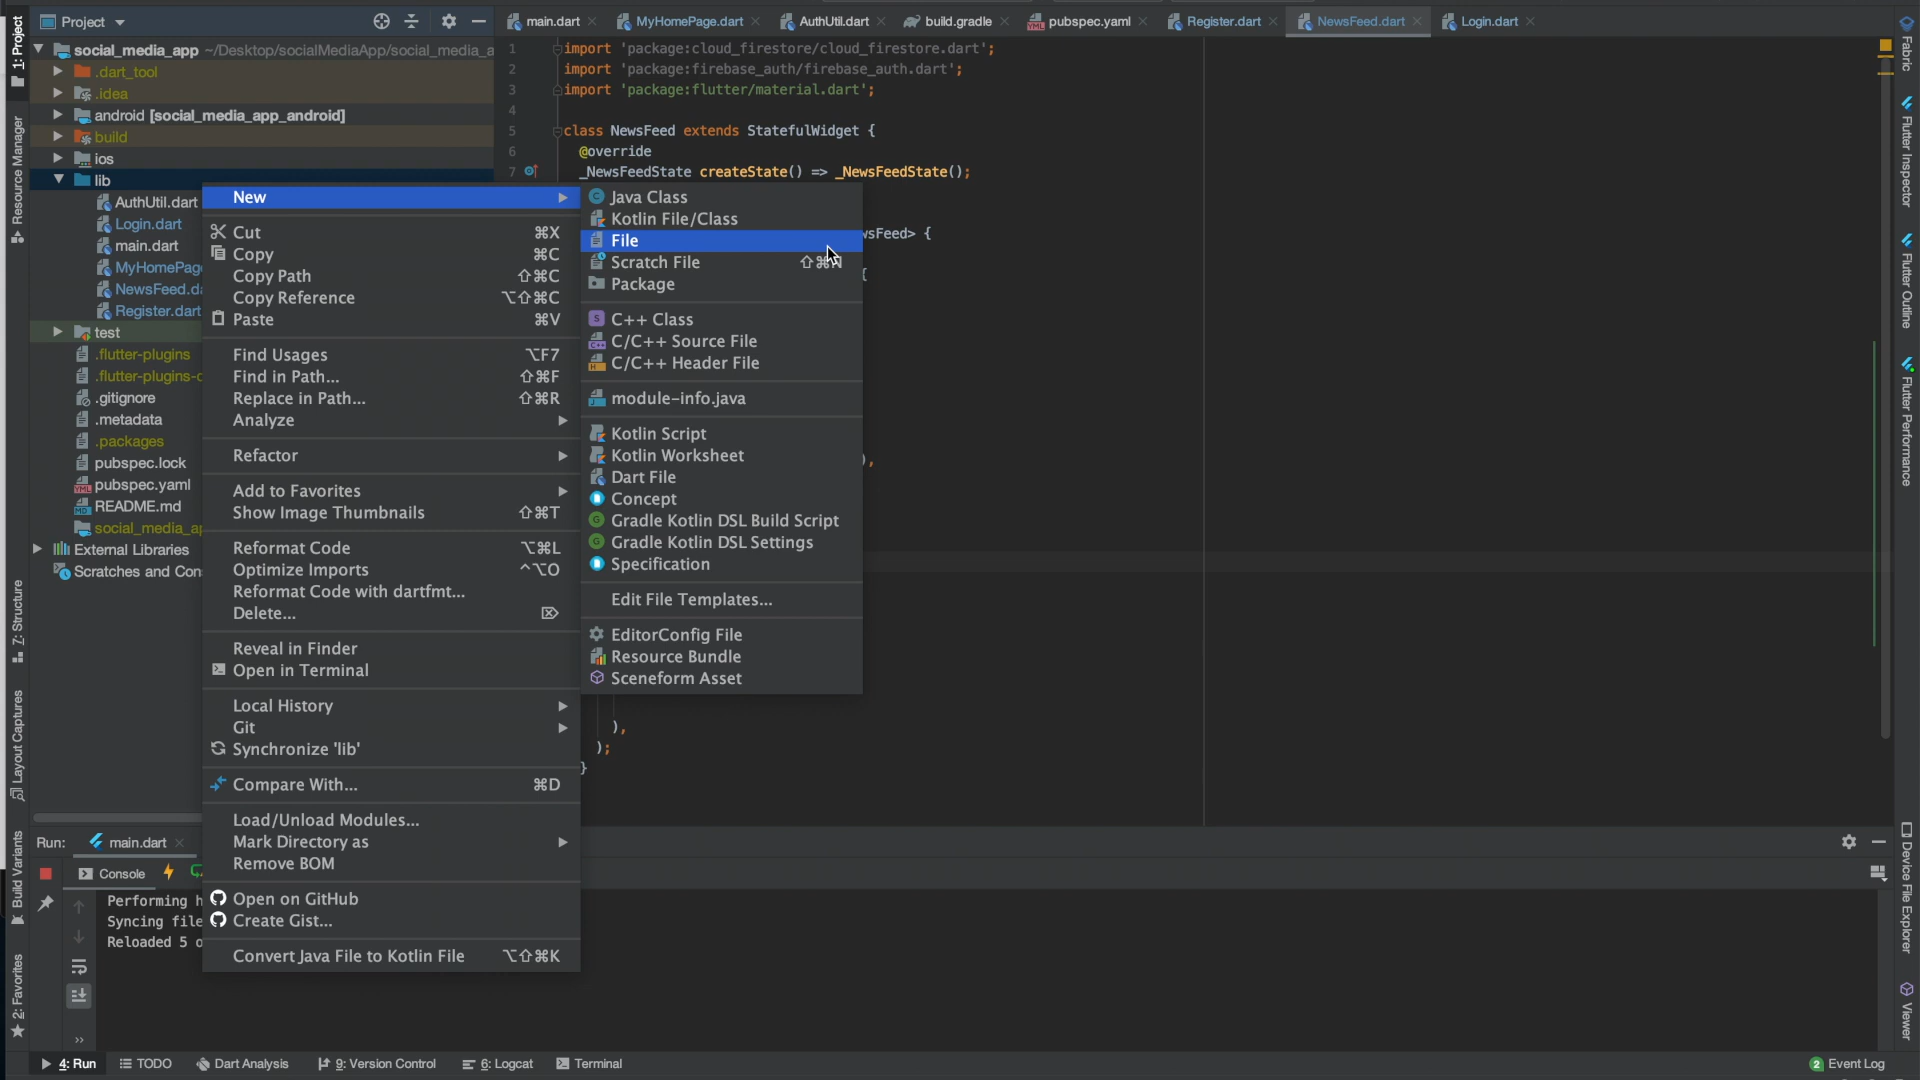 Project
main.dart
MyHomePage.dart
AuthUtil.dart
build.gradle
pubspec.yaml
Register.dart
NewsFeed.dart
Login.dart
1: Project
Resource Manager
7: Structure
Layout Captures
Build Variants
2: Favorites
social_media_app ~/Desktop/socialMediaApp/social_media_a
.dart_tool
.idea
android [social_media_app_android]
build
ios
lib
AuthUtil.dart
Login.dart
main.dart
MyHomePag
NewsFeed.d
Register.dart
test
.flutter-plugins
.flutter-plugins-d
.gitignore
.metadata
.packages
pubspec.lock
pubspec.yaml
README.md
social_media_ap
External Libraries
Scratches and Con
1 import 'package:cloud_firestore/cloud_firestore.dart';
2 import 'package:firebase_auth/firebase_auth.dart';
3 import 'package:flutter/material.dart';
4
5 class NewsFeed extends StatefulWidget {
6 @override
7 _NewsFeedState createState() => _NewsFeedState();
wsFeed> {
{
),
),
);
}
New
Cut ⌘X
Copy ⌘C
Copy Path ⇧⌘C
Copy Reference ⌥⇧⌘C
Paste ⌘V
Find Usages ⌥F7
Find in Path... ⇧⌘F
Replace in Path... ⇧⌘R
Analyze
Refactor
Add to Favorites
Show Image Thumbnails ⇧⌘T
Reformat Code ⌥⌘L
Optimize Imports ^⌥O
Reformat Code with dartfmt...
Delete... ⌦
Reveal in Finder
Open in Terminal
Local History
Git
Synchronize 'lib'
Compare With... ⌘D
Load/Unload Modules...
Mark Directory as
Remove BOM
Open on GitHub
Create Gist...
Convert Java File to Kotlin File ⌥⇧⌘K
Java Class
Kotlin File/Class
File
Scratch File ⇧⌘N
Package
C++ Class
C/C++ Source File
C/C++ Header File
module-info.java
Kotlin Script
Kotlin Worksheet
Dart File
Concept
Gradle Kotlin DSL Build Script
Gradle Kotlin DSL Settings
Specification
Edit File Templates...
EditorConfig File
Resource Bundle
Sceneform Asset
Fabric
Flutter Inspector
Flutter Outline
Flutter Performance
Device File Explorer
Viewer
Run: main.dart
Console
Performing h
Syncing file
Reloaded 5 o
4: Run
TODO
Dart Analysis
9: Version Control
6: Logcat
Terminal
2 Event Log